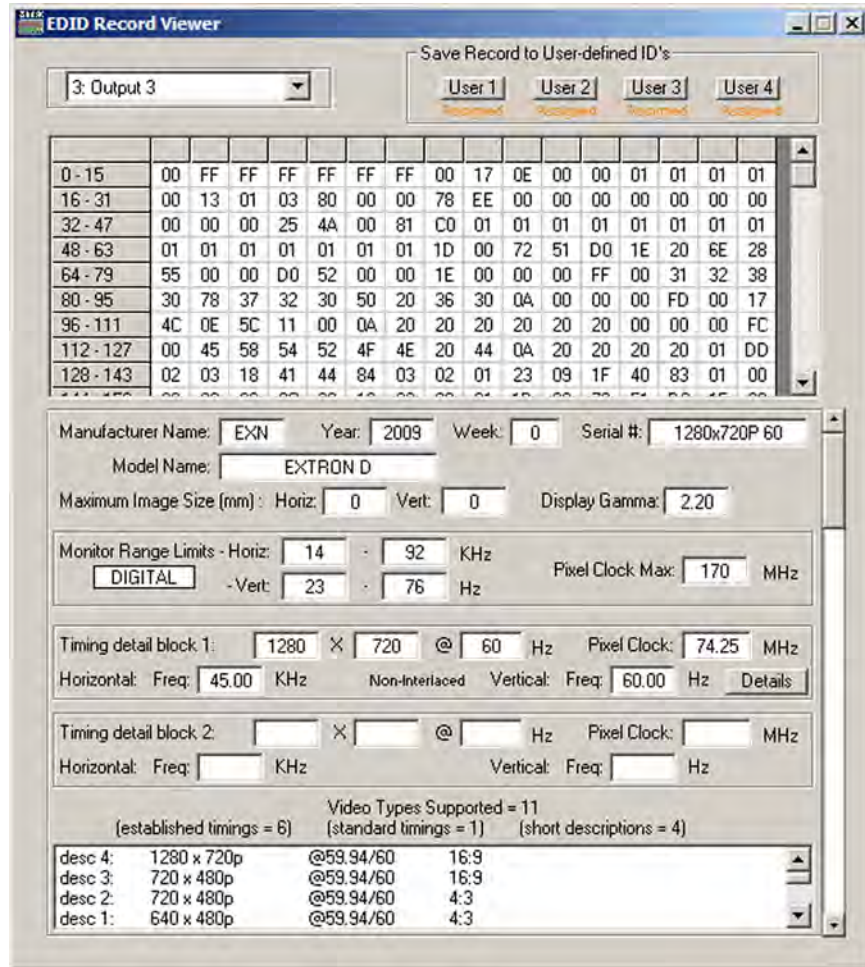 EDID Record Viewer
Save Record to User-defined ID's
3: Output 3
User 1 User 2 User 3 User 4
0 - 15 00 FF FF FF FF FF FF 00 17 0E 00 00 01 01 01 01
16 - 31 00 13 01 03 80 00 00 78 EE 00 00 00 00 00 00 00
32 - 47 00 00 00 25 4A 00 81 C0 01 01 01 01 01 01 01 01
48 - 63 01 01 01 01 01 01 01 1D 00 72 51 D0 1E 20 6E 28
64 - 79 55 00 00 D0 52 00 00 1E 00 00 00 FF 00 31 32 38
80 - 95 30 78 37 32 30 50 20 36 30 0A 00 00 00 FD 00 17
96 - 111 4C 0E 5C 11 00 0A 20 20 20 20 20 20 00 00 00 FC
112 - 127 00 45 58 54 52 4F 4E 20 44 0A 20 20 20 20 01 DD
128 - 143 02 03 18 41 44 84 03 02 01 23 09 1F 40 83 01 00
Manufacturer Name: EXN Year: 2009 Week: 0 Serial #: 1280x720P 60
Model Name: EXTRON D
Maximum Image Size (mm) : Horiz: 0 Vert: 0 Display Gamma: 2.20
Monitor Range Limits - Horiz: 14 - 92 KHz
DIGITAL - Vert: 23 - 76 Hz Pixel Clock Max: 170 MHz
Timing detail block 1: 1280 X 720 @ 60 Hz Pixel Clock: 74.25 MHz
Horizontal: Freq: 45.00 KHz Non-Interlaced Vertical: Freq: 60.00 Hz Details
Timing detail block 2: X @ Hz Pixel Clock: MHz
Horizontal: Freq: KHz Vertical: Freq: Hz
Video Types Supported = 11
(established timings = 6) (standard timings = 1) (short descriptions = 4)
desc 4: 1280 x 720p @59.94/60 16:9
desc 3: 720 x 480p @59.94/60 16:9
desc 2: 720 x 480p @59.94/60 4:3
desc 1: 640 x 480p @59.94/60 4:3